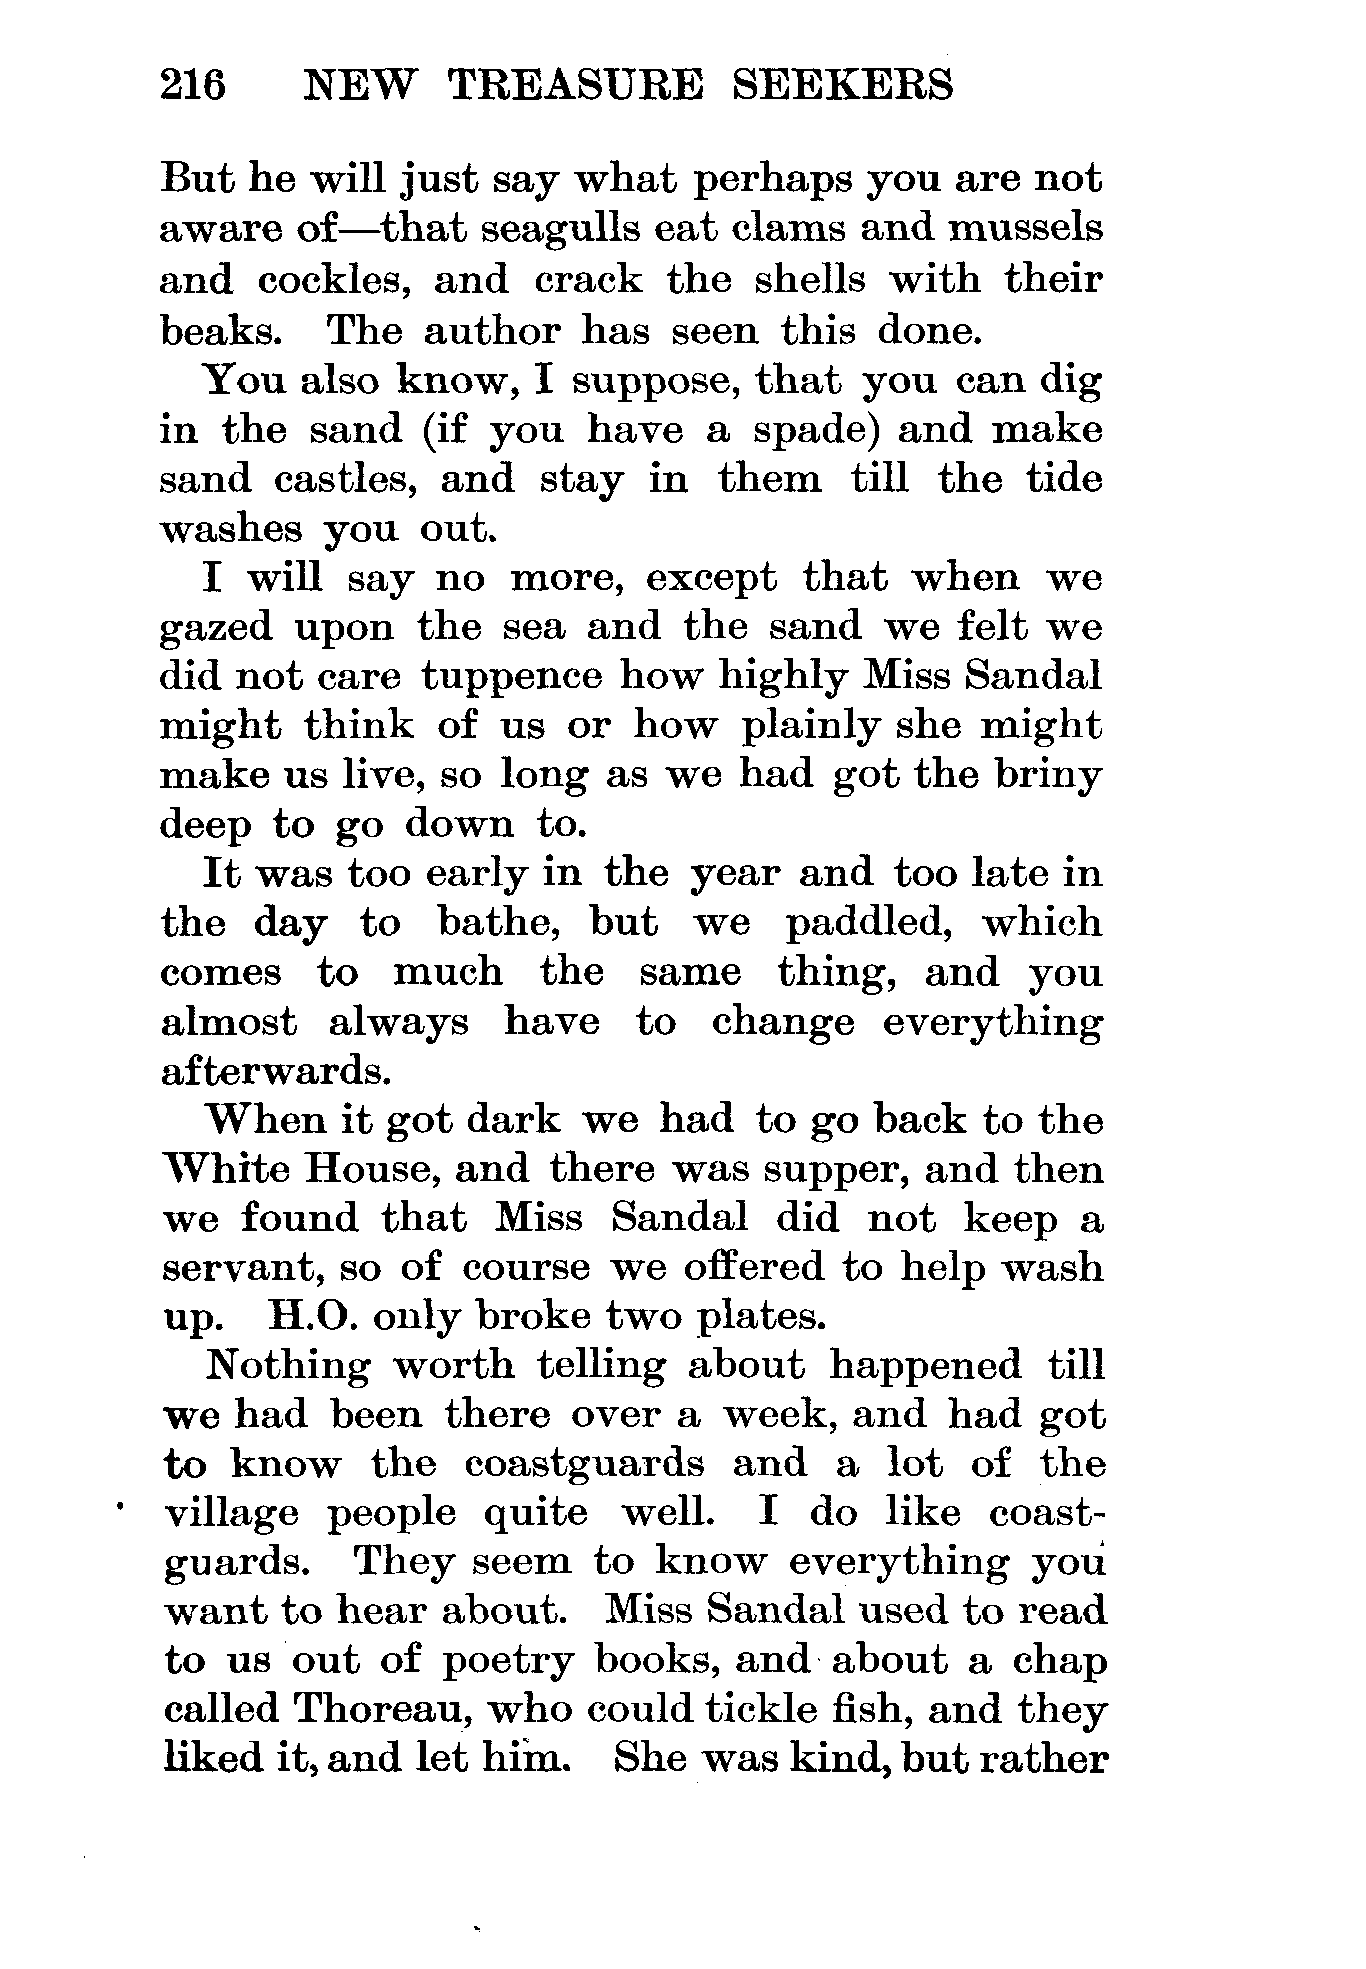 216 NEW TREASURE SEEKERS
But he will just say what perhaps you are not
aware of—that seagulls eat clams and mussels
and cockles, and crack the shells with their
beaks. The author has seen this done.
You also know, I suppose, that you can dig
in the sand (if you have a spade) and make
sand castles, and stay in them till the tide
washes you out.
I will say no more, except that when we
gazed upon the sea and the sand we felt we
did not care tuppence how highly Miss Sandal
might think of us or how plainly she might
make us live, so long as we had got the briny
deep to go down to.
It was too early in the year and too late in
the day to bathe, but we paddled, which
comes to much the same thing, and you
almost always have to change everything
afterwards.
When it got dark we had to go back to the
White House, and there was supper, and then
we found that Miss Sandal did not keep a
servant, so of course we offered to help wash
up. H.O. only broke two plates.
Nothing worth telling about happened till
we had been there over a week, and had got
to know the coastguards and a lot of the
village people quite well. I do like coast-
guards. They seem to know everything you
want to hear about. Miss Sandal used to read
to us out of poetry books, and about a chap
called Thoreau, who could tickle fish, and they
liked it, and let him. She was kind, but rather